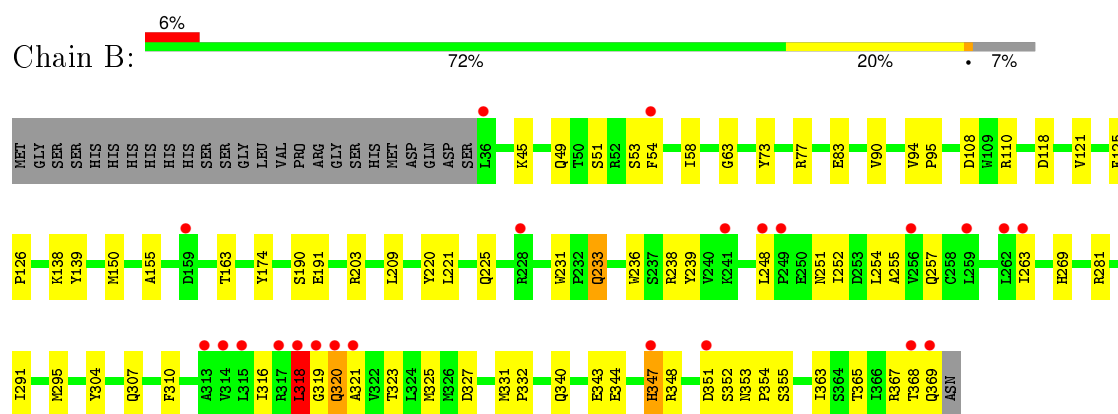 6%
Chain B:
72% 20% • 7%
MET GLY SER SER HIS HIS HIS HIS HIS HIS SER SER GLY LEU VAL PRO ARG GLY SER HIS MET ASP GLN ASP SER L36 K45 Q49 T50 S51 R52 S53 F54 I58 G63 Y73 R77 E83 V90 V94 P95 D108 W109 R110 D118 V121 E125
P126 K138 Y139 M150 A155 D159 T163 Y174 S190 E191 R203 L209 Y220 L221 Q225 R228 W231 P232 Q233 W236 S237 R238 Y239 V240 K241 L248 P249 E250 N251 I252 D253 L254 A255 V256 Q257 C258 L259 L262 I263 H269 R281
I291 M295 Y304 Q307 F310 A313 V314 L315 I316 R317 L318 G319 Q320 A321 V322 T323 L324 M325 M326 D327 M331 P332 Q340 E343 E344 H347 R348 D351 S352 N353 P354 S355 I363 S364 T365 I366 R367 T368 Q369 ASN